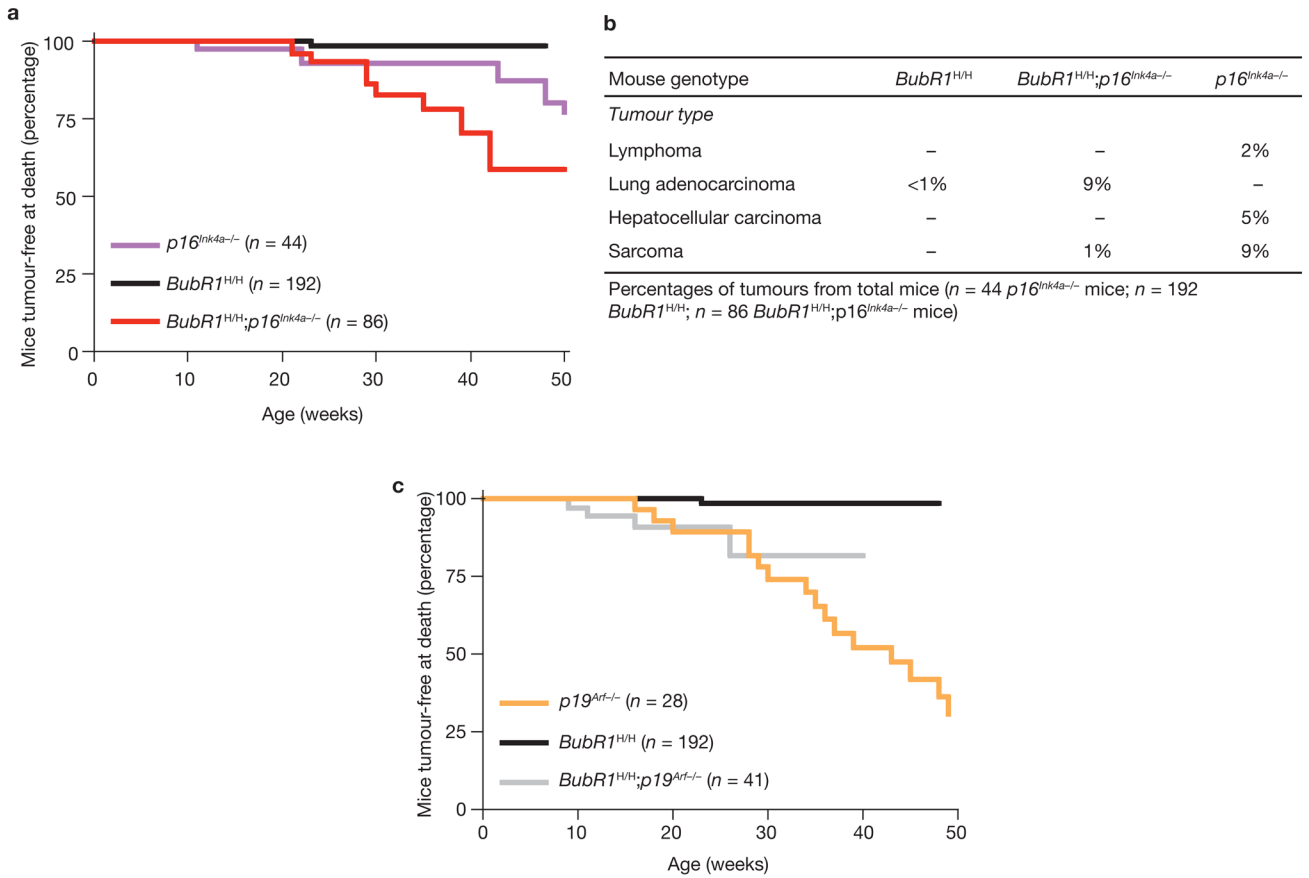 a
Mice tumour-free at death (percentage)
100
75
50
25
0
p16Ink4a–/– (n = 44)
BubR1H/H (n = 192)
BubR1H/H;p16Ink4a–/– (n = 86)
0 10 20 30 40 50
Age (weeks)
b
Mouse genotype BubR1H/H BubR1H/H;p16Ink4a–/– p16Ink4a–/–
Tumour type
Lymphoma – – 2%
Lung adenocarcinoma <1% 9% –
Hepatocellular carcinoma – – 5%
Sarcoma – 1% 9%
Percentages of tumours from total mice (n = 44 p16Ink4a–/– mice; n = 192
BubR1H/H; n = 86 BubR1H/H;p16Ink4a–/– mice)
c
Mice tumour-free at death (percentage)
100
75
50
25
0
p19Arf–/– (n = 28)
BubR1H/H (n = 192)
BubR1H/H;p19Arf–/– (n = 41)
0 10 20 30 40 50
Age (weeks)